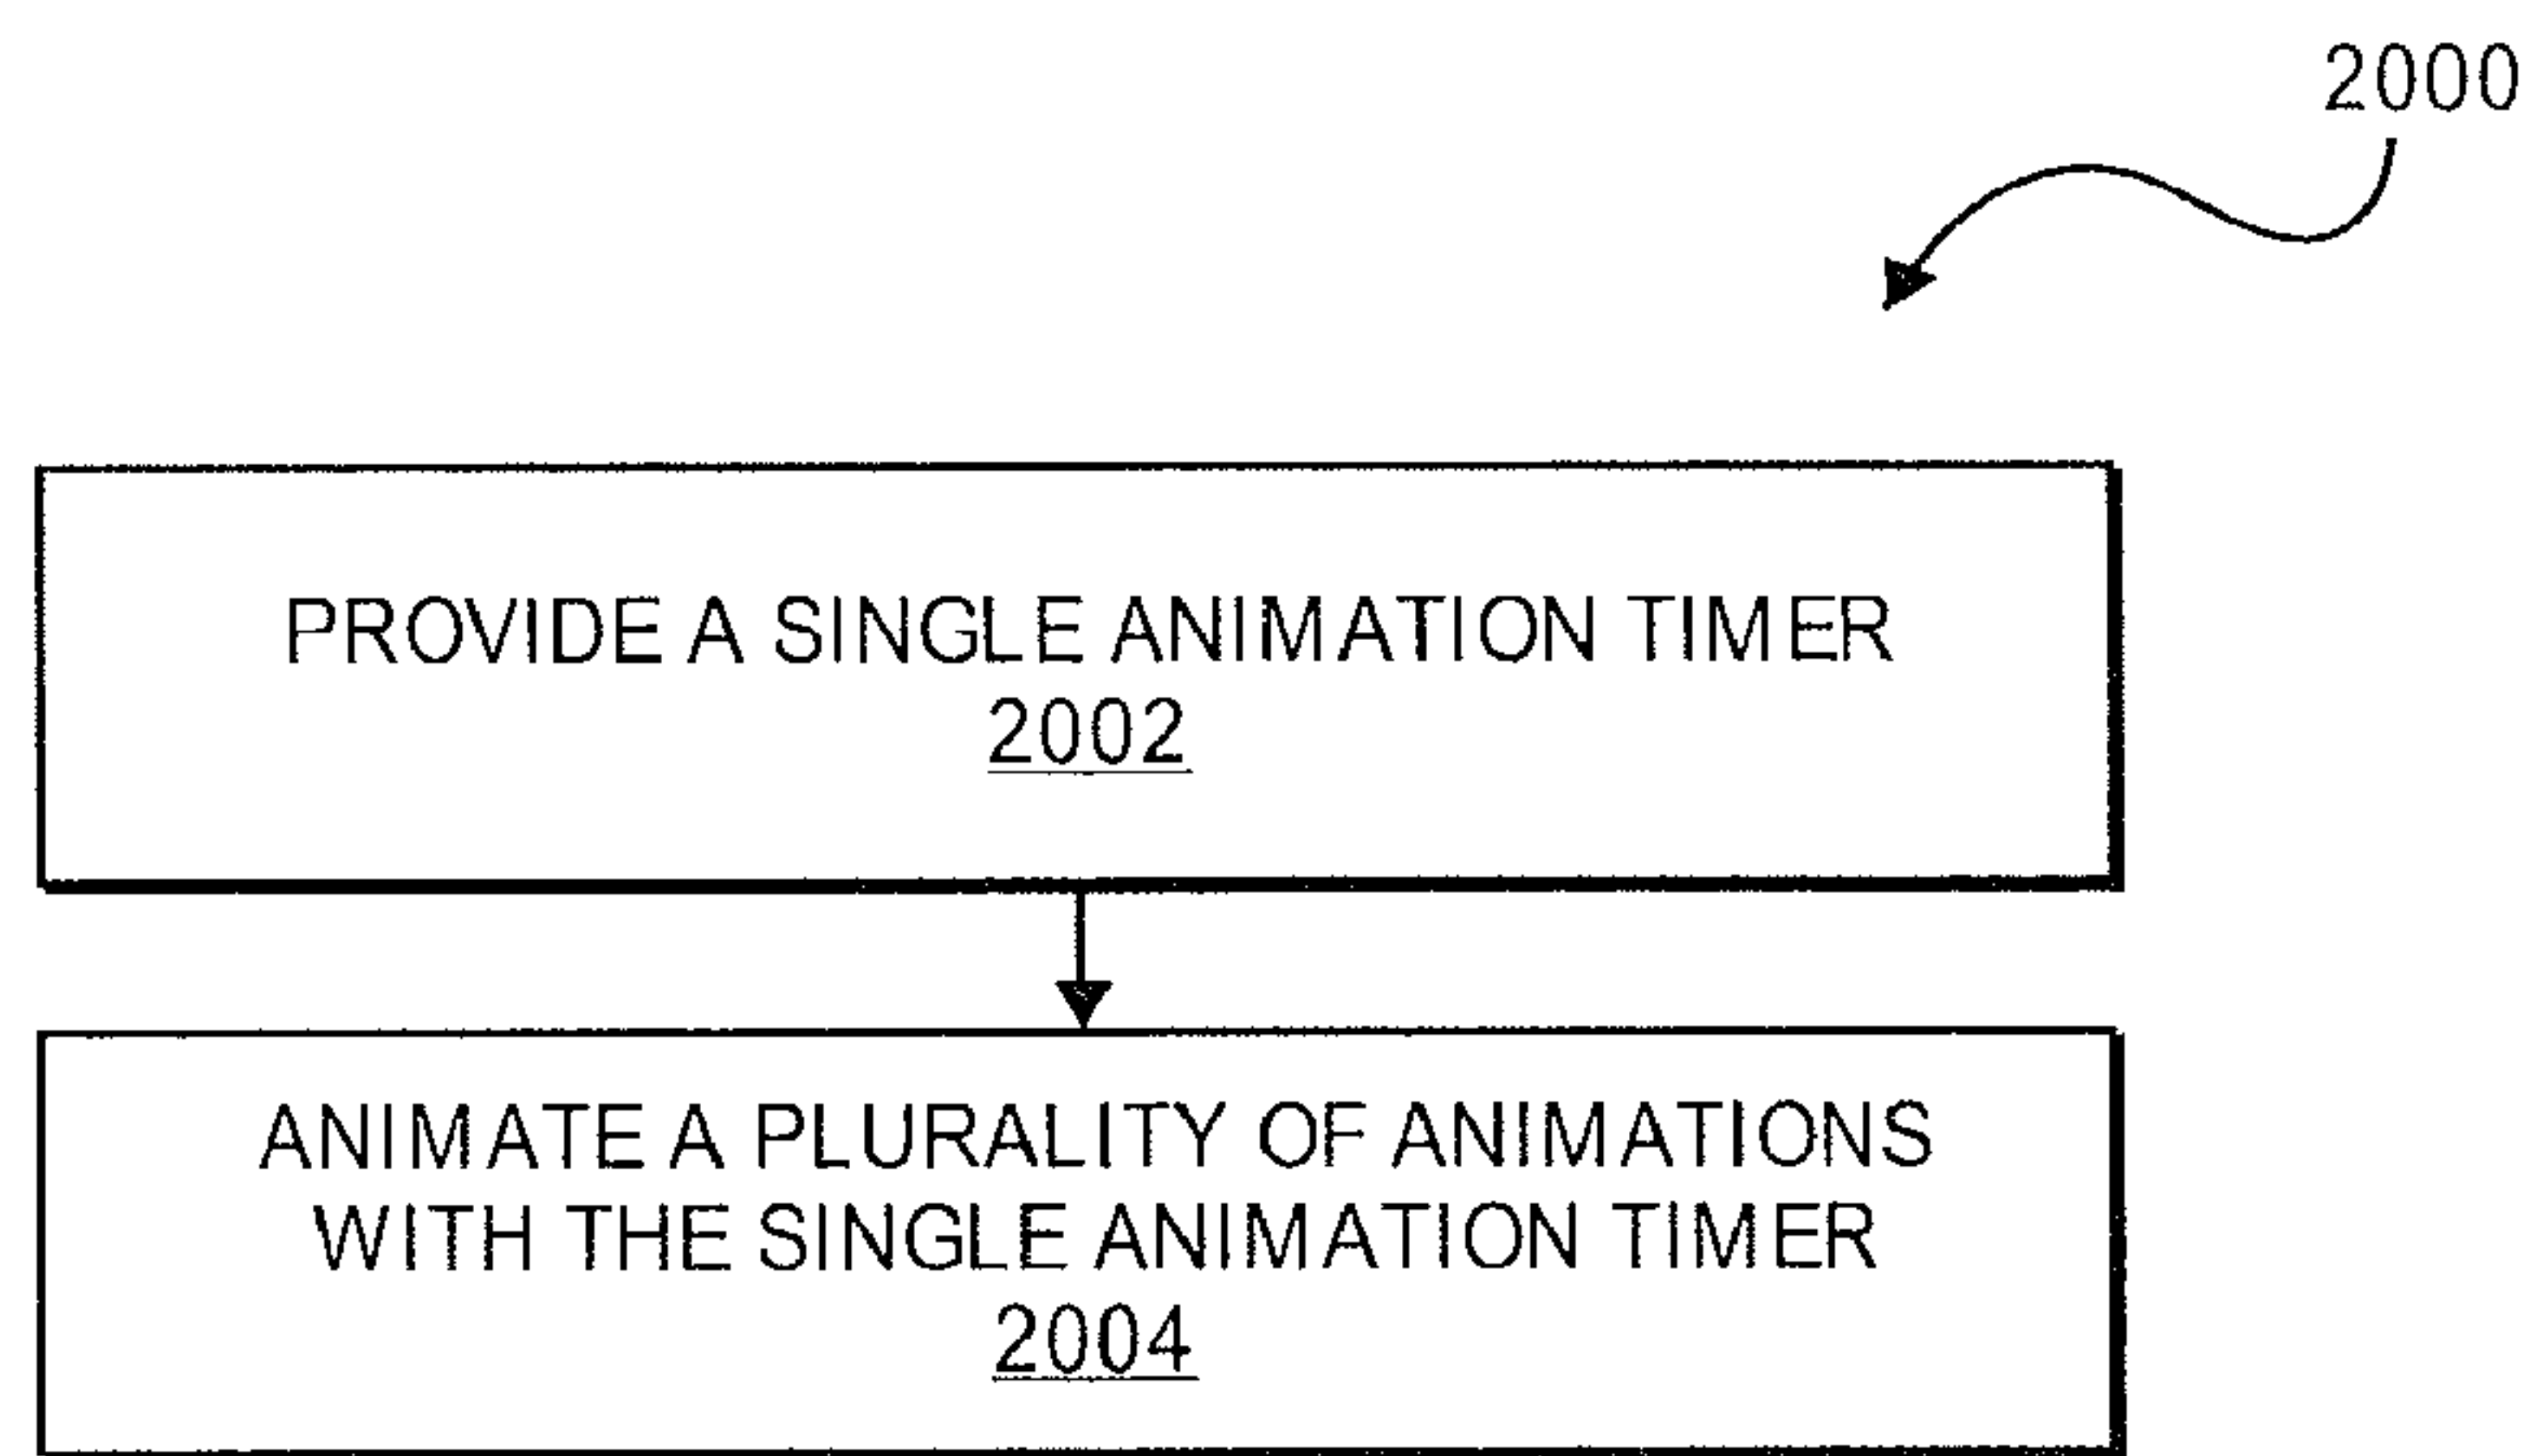 2000
PROVIDE A SINGLE ANIMATION TIMER
2002
ANIMATE A PLURALITY OF ANIMATIONS
WITH THE SINGLE ANIMATION TIMER
2004